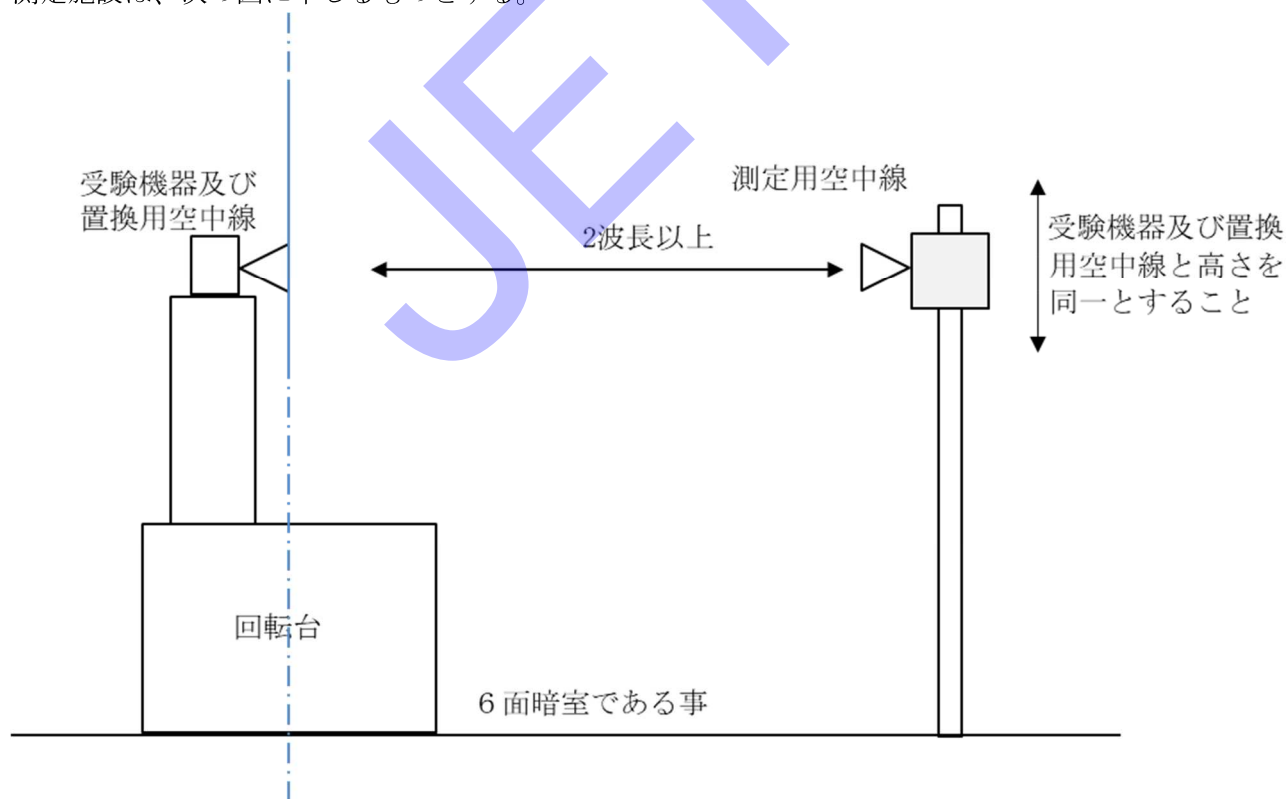 受験機器及び
置換用空中線
測定用空中線
2波長以上
受験機器及び置換
用空中線と高さを
同一とすること
回転台
6面暗室である事
JET